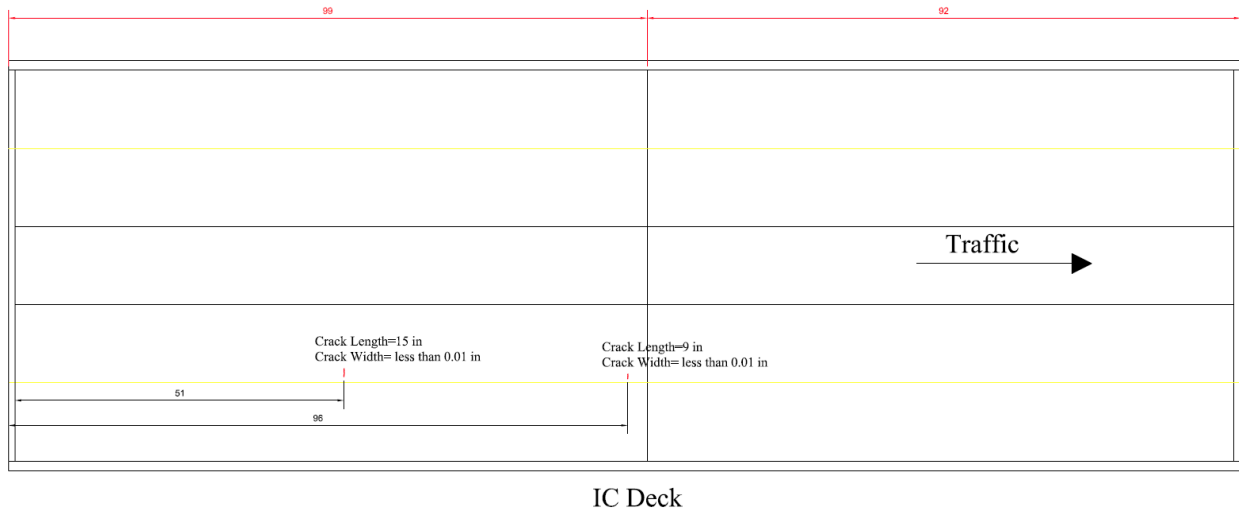 99
92
Traffic
Crack Length=15 in
Crack Width= less than 0.01 in
Crack Length=9 in
Crack Width= less than 0.01 in
51
96
IC Deck